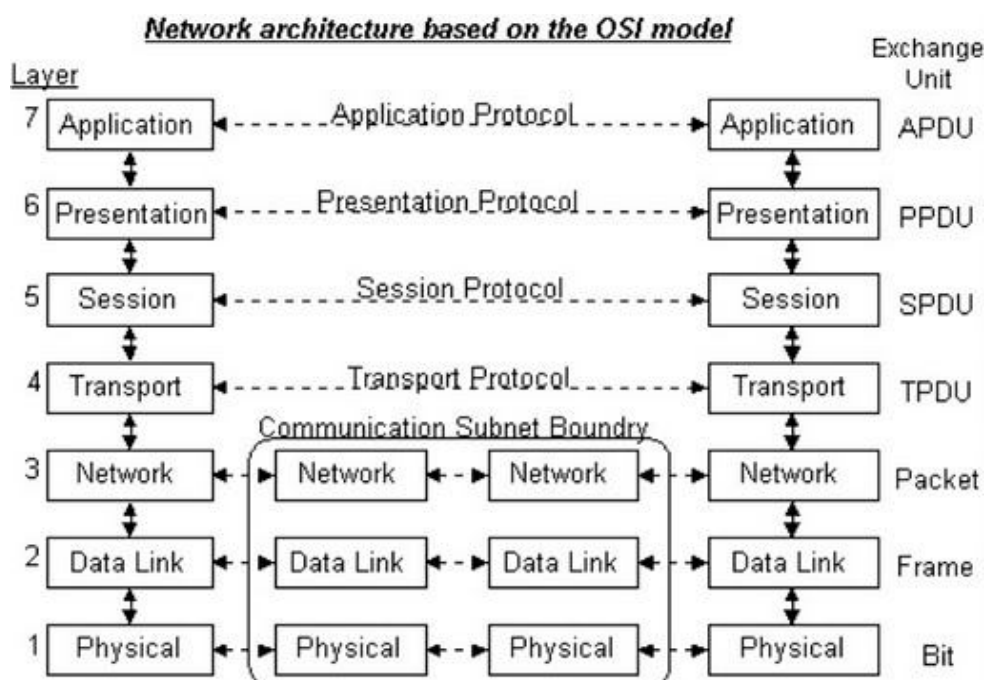 Network architecture based on the OSI model
Exchange
Unit
Layer
7 Application Application Protocol Application APDU
6 Presentation Presentation Protocol Presentation PPDU
5 Session Session Protocol Session SPDU
4 Transport Transport Protocol Transport TPDU
Communication Subnet Boundry
3 Network Network Network Network Packet
2 Data Link Data Link Data Link Data Link Frame
1 Physical Physical Physical Physical Bit